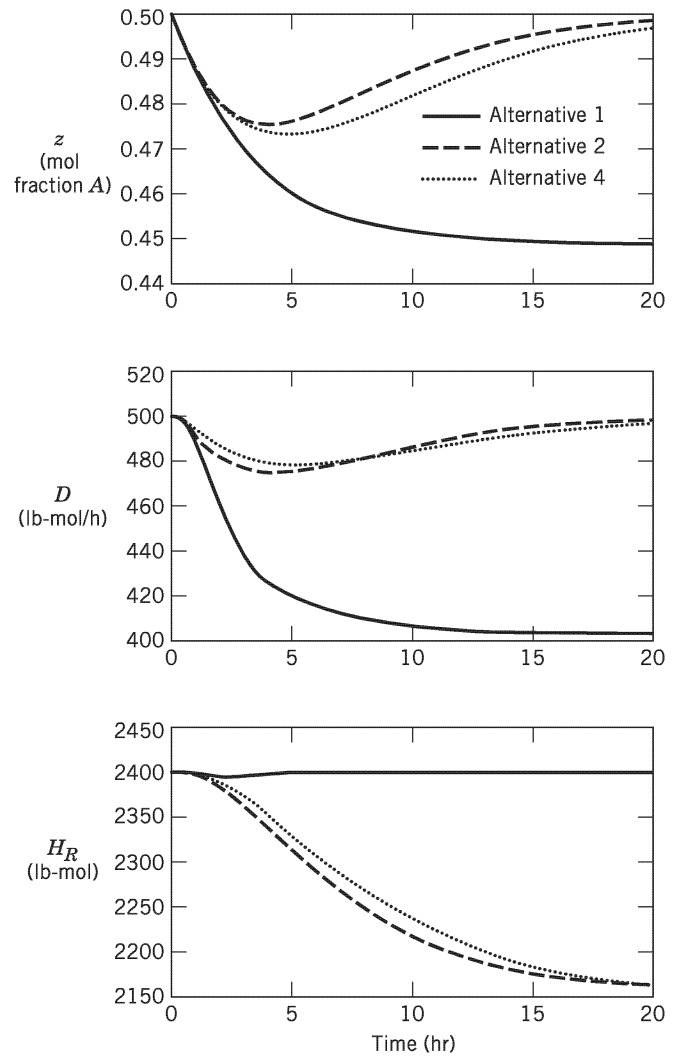 0.50
0.49
0.48
0.47
0.46
0.45
0.44
z
(mol
fraction A)
Alternative 1
Alternative 2
Alternative 4
0 5 10 15 20
520
500
480
460
440
420
400
D
(lb-mol/h)
0 5 10 15 20
2450
2400
2350
2300
2250
2200
2150
H_R
(lb-mol)
0 5 10 15 20
Time (hr)